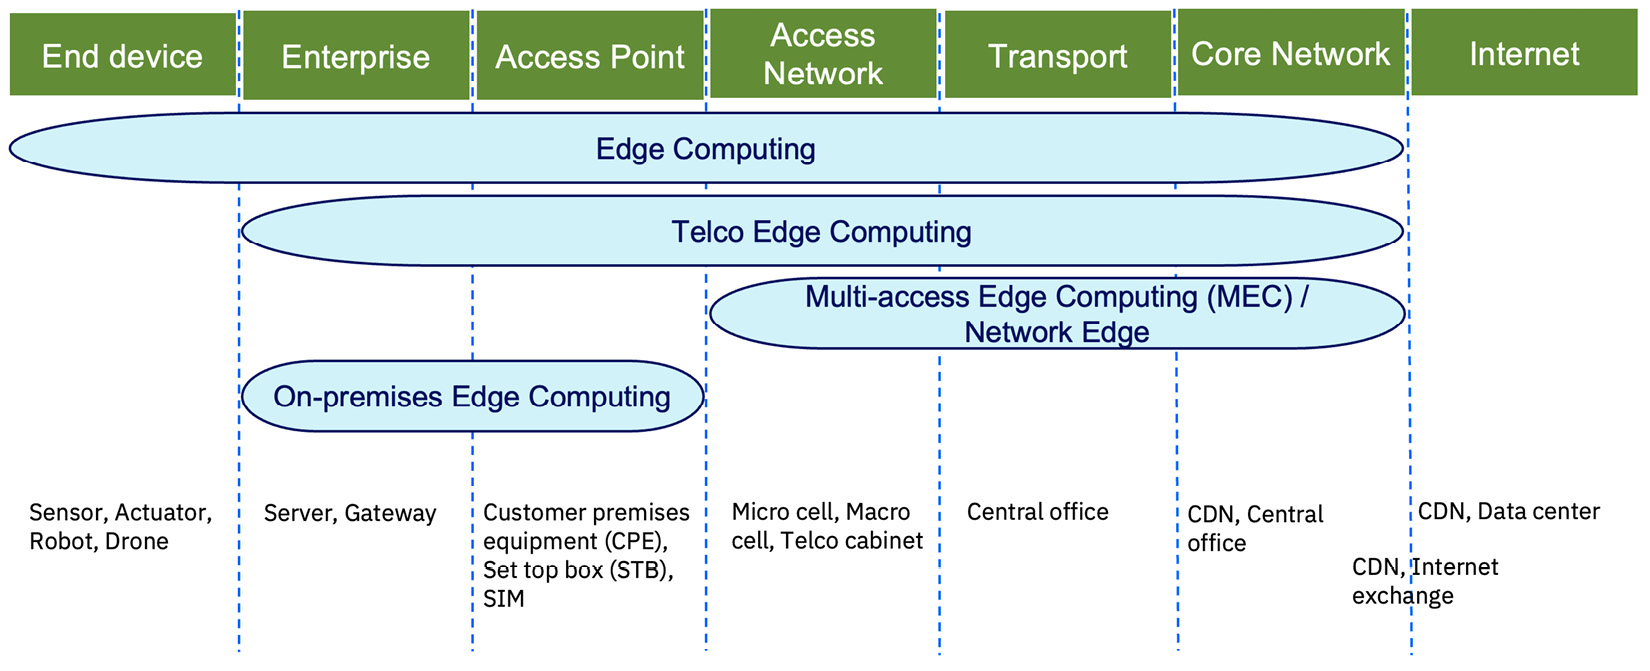 End device
Enterprise
Access Point
Access
Network
Transport
Core Network
Internet
Edge Computing
Telco Edge Computing
Multi-access Edge Computing (MEC) /
Network Edge
On-premises Edge Computing
Sensor, Actuator,
Robot, Drone
Server, Gateway
Customer premises
equipment (CPE),
Set top box (STB),
SIM
Micro cell, Macro
cell, Telco cabinet
Central office
CDN, Central
office
CDN, Data center
CDN, Internet
exchange